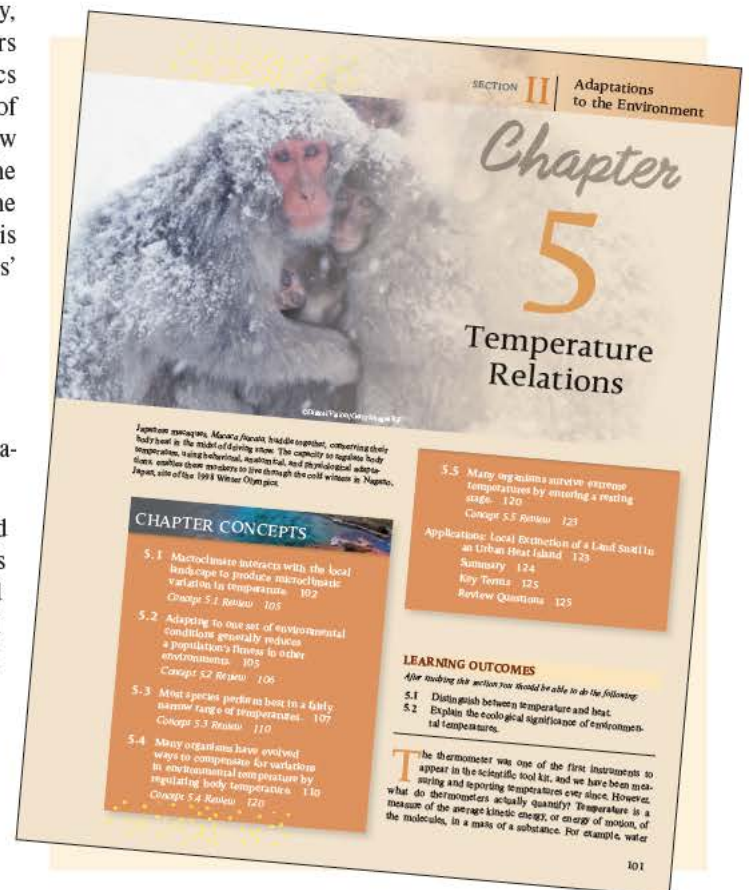 y,
rs
cs
of
w
he
he
is
s'
a-
d
s
l
SECTION II
Adaptations
to the Environment
Chapter
5
Temperature
Relations
©Digital Vision/Getty Images RF
Japanese macaques, Macaca fuscata, huddle together, conserving their
body heat in the midst of driving snow. The capacity to regulate body
temperature, using behavioral, anatomical, and physiological adapta-
tions, enables these monkeys to live through the cold winters in Nagano,
Japan, site of the 1998 Winter Olympics.
CHAPTER CONCEPTS
5.1 Macroclimate interacts with the local
landscape to produce microclimatic
variation in temperature. 102
Concept 5.1 Review 105
5.2 Adapting to one set of environmental
conditions generally reduces
a population's fitness in other
environments. 105
Concept 5.2 Review 106
5.3 Most species perform best in a fairly
narrow range of temperatures. 107
Concept 5.3 Review 110
5.4 Many organisms have evolved
ways to compensate for variations
in environmental temperature by
regulating body temperature. 110
Concept 5.4 Review 120
5.5 Many organisms survive extreme
temperatures by entering a resting
stage. 120
Concept 5.5 Review 123
Applications: Local Extinction of a Land Snail in
an Urban Heat Island 123
Summary 124
Key Terms 125
Review Questions 125
LEARNING OUTCOMES
After studying this section you should be able to do the following:
5.1 Distinguish between temperature and heat.
5.2 Explain the ecological significance of environmen-
tal temperatures.
The thermometer was one of the first instruments to
appear in the scientific tool kit, and we have been mea-
suring and reporting temperatures ever since. However,
what do thermometers actually quantify? Temperature is a
measure of the average kinetic energy, or energy of motion, of
the molecules, in a mass of a substance. For example, water
101